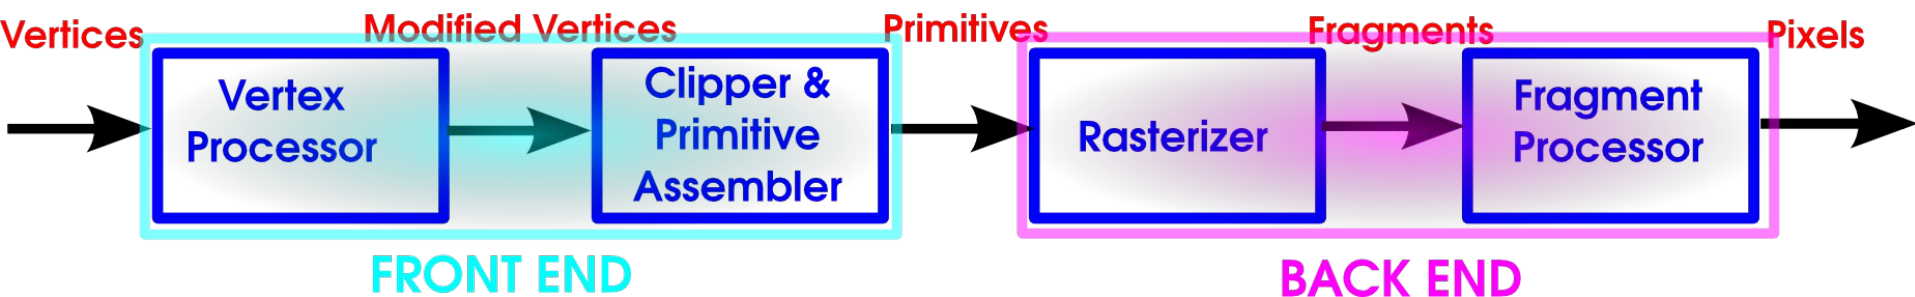 Vertices
Modified Vertices
Primitives
Fragments
Pixels
Vertex
Processor
Clipper &
Primitive
Assembler
Rasterizer
Fragment
Processor
FRONT END
BACK END